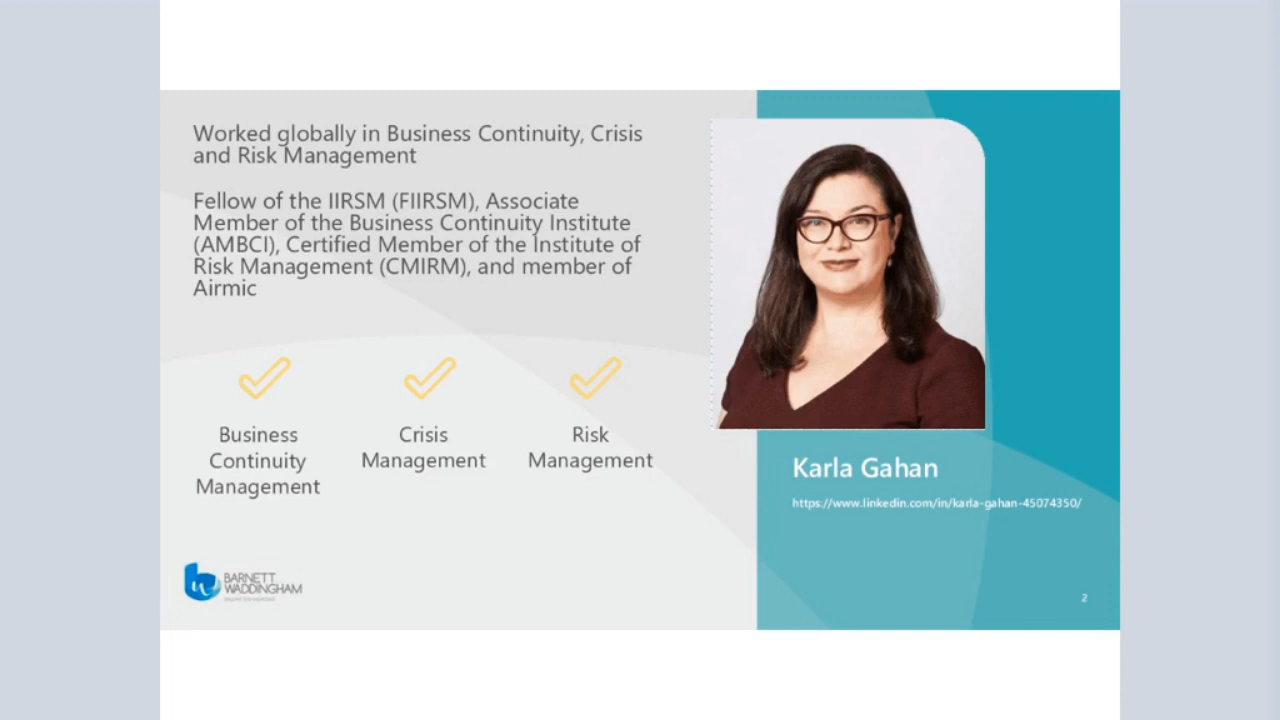 Worked globally in Business Continuity, Crisis
and Risk Management
Fellow of the IIRSM (FIIRSM), Associate
Member of the Business Continuity Institute
(AMBCI), Certified Member of the Institute of
Risk Management (CMIRM), and member of
Airmic
Business
Continuity
Management
Crisis
Management
Risk
Management
Karla Gahan
https://www.linkedin.com/in/karla-gahan-45074350/
BARNETT
WADDINGHAM
2